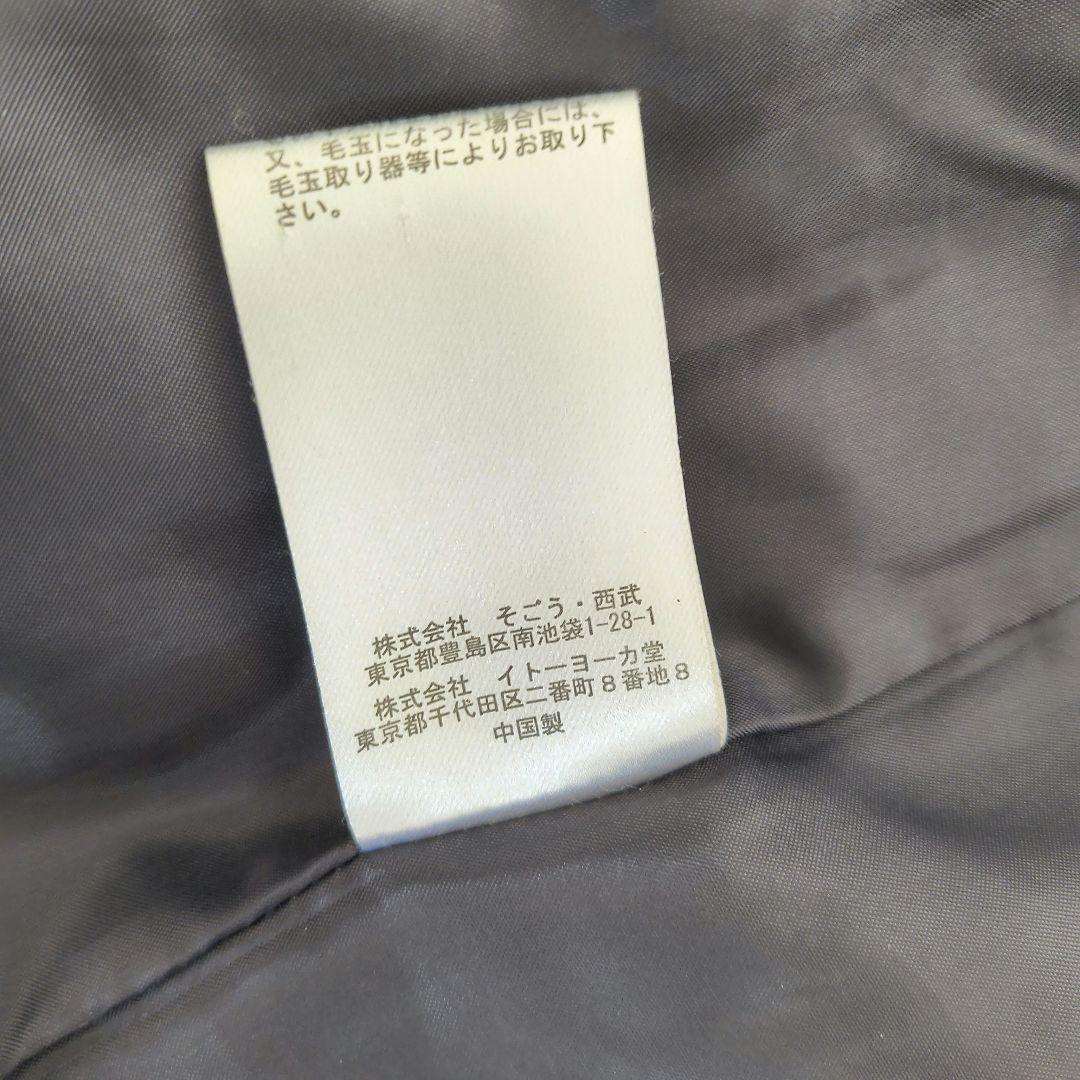 又、毛玉になった場合には、
毛玉取り器等によりお取り下
さい。
株式会社 そごう・西武
東京都豊島区南池袋1-28-1
株式会社 イトーヨーカ堂
東京都千代田区二番町8番地8
中国製